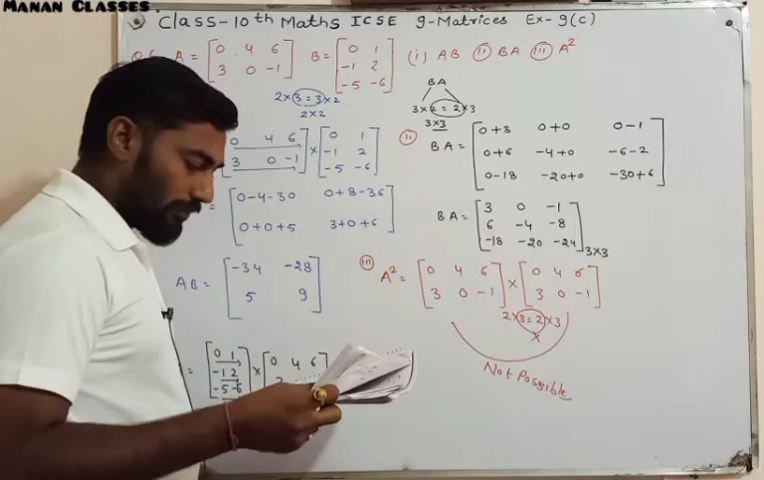 MANAN CLASSES.
Class-10th Maths ICSE 9-Matrices Ex-9(c)
A = [0 4 6
3 0 -1] B = [0 1
-1 2
-5 -6] (i) AB (ii) BA (iii) A²
2×3=3×2
2×2
[0 4 6
3 0 -1] × [0 1
-1 2
-5 -6]
= [0-4-30 0+8-36
0+0+5 3+0+6]
AB = [-34 -28
5 9]
= [0 1
-1 2
-5 -6] × [0 4 6
BA
3×2=2×3
3×3
(ii) BA = [0+3 0+0 0-1
0+6 -4+0 -6-2
0-18 -20+0 -30+6]
BA = [3 0 -1
6 -4 -8
-18 -20 -24] 3×3
(iii) A² = [0 4 6
3 0 -1] × [0 4 6
3 0 -1]
2×3=2×3
×
Not Possible